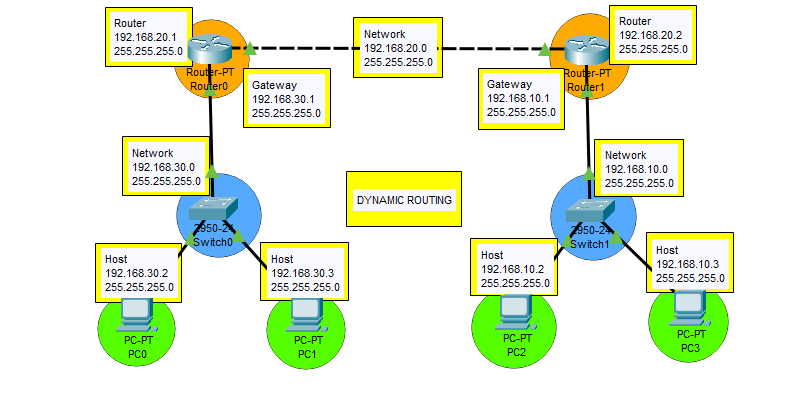 Router
192.168.20.1
255.255.255.0
Network
192.168.20.0
255.255.255.0
Router
192.168.20.2
255.255.255.0
Router-PT
Router0
Router-PT
Router1
Gateway
192.168.30.1
255.255.255.0
Gateway
192.168.10.1
255.255.255.0
Network
192.168.30.0
255.255.255.0
Network
192.168.10.0
255.255.255.0
DYNAMIC ROUTING
2950-24
Switch0
2950-24
Switch1
Host
192.168.30.2
255.255.255.0
Host
192.168.30.3
255.255.255.0
Host
192.168.10.2
255.255.255.0
Host
192.168.10.3
255.255.255.0
PC-PT
PC0
PC-PT
PC1
PC-PT
PC2
PC-PT
PC3